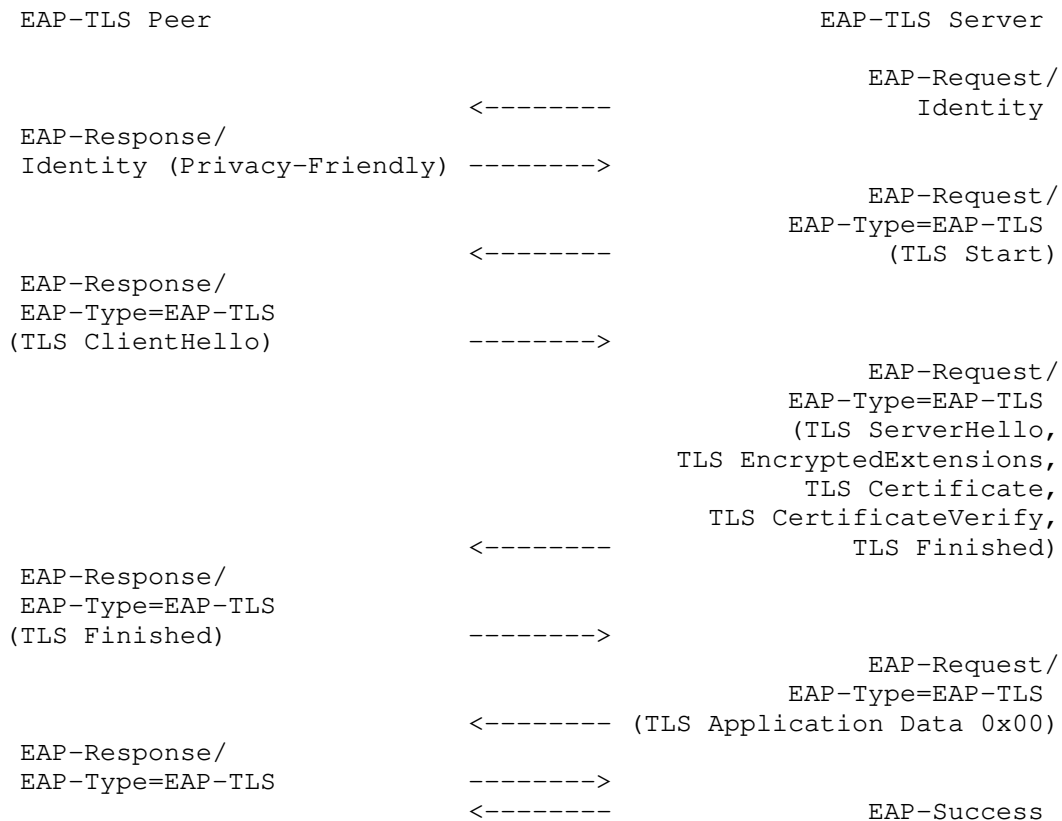 EAP-TLS Peer                                      EAP-TLS Server
EAP-Request/
<--------                   Identity
EAP-Response/
Identity (Privacy-Friendly) -------->
EAP-Request/
EAP-Type=EAP-TLS
<--------                 (TLS Start)
EAP-Response/
EAP-Type=EAP-TLS
(TLS ClientHello)            -------->
EAP-Request/
EAP-Type=EAP-TLS
(TLS ServerHello,
TLS EncryptedExtensions,
TLS Certificate,
TLS CertificateVerify,
<--------               TLS Finished)
EAP-Response/
EAP-Type=EAP-TLS
(TLS Finished)               -------->
EAP-Request/
EAP-Type=EAP-TLS
<-------- (TLS Application Data 0x00)
EAP-Response/
EAP-Type=EAP-TLS            -------->
<--------                EAP-Success